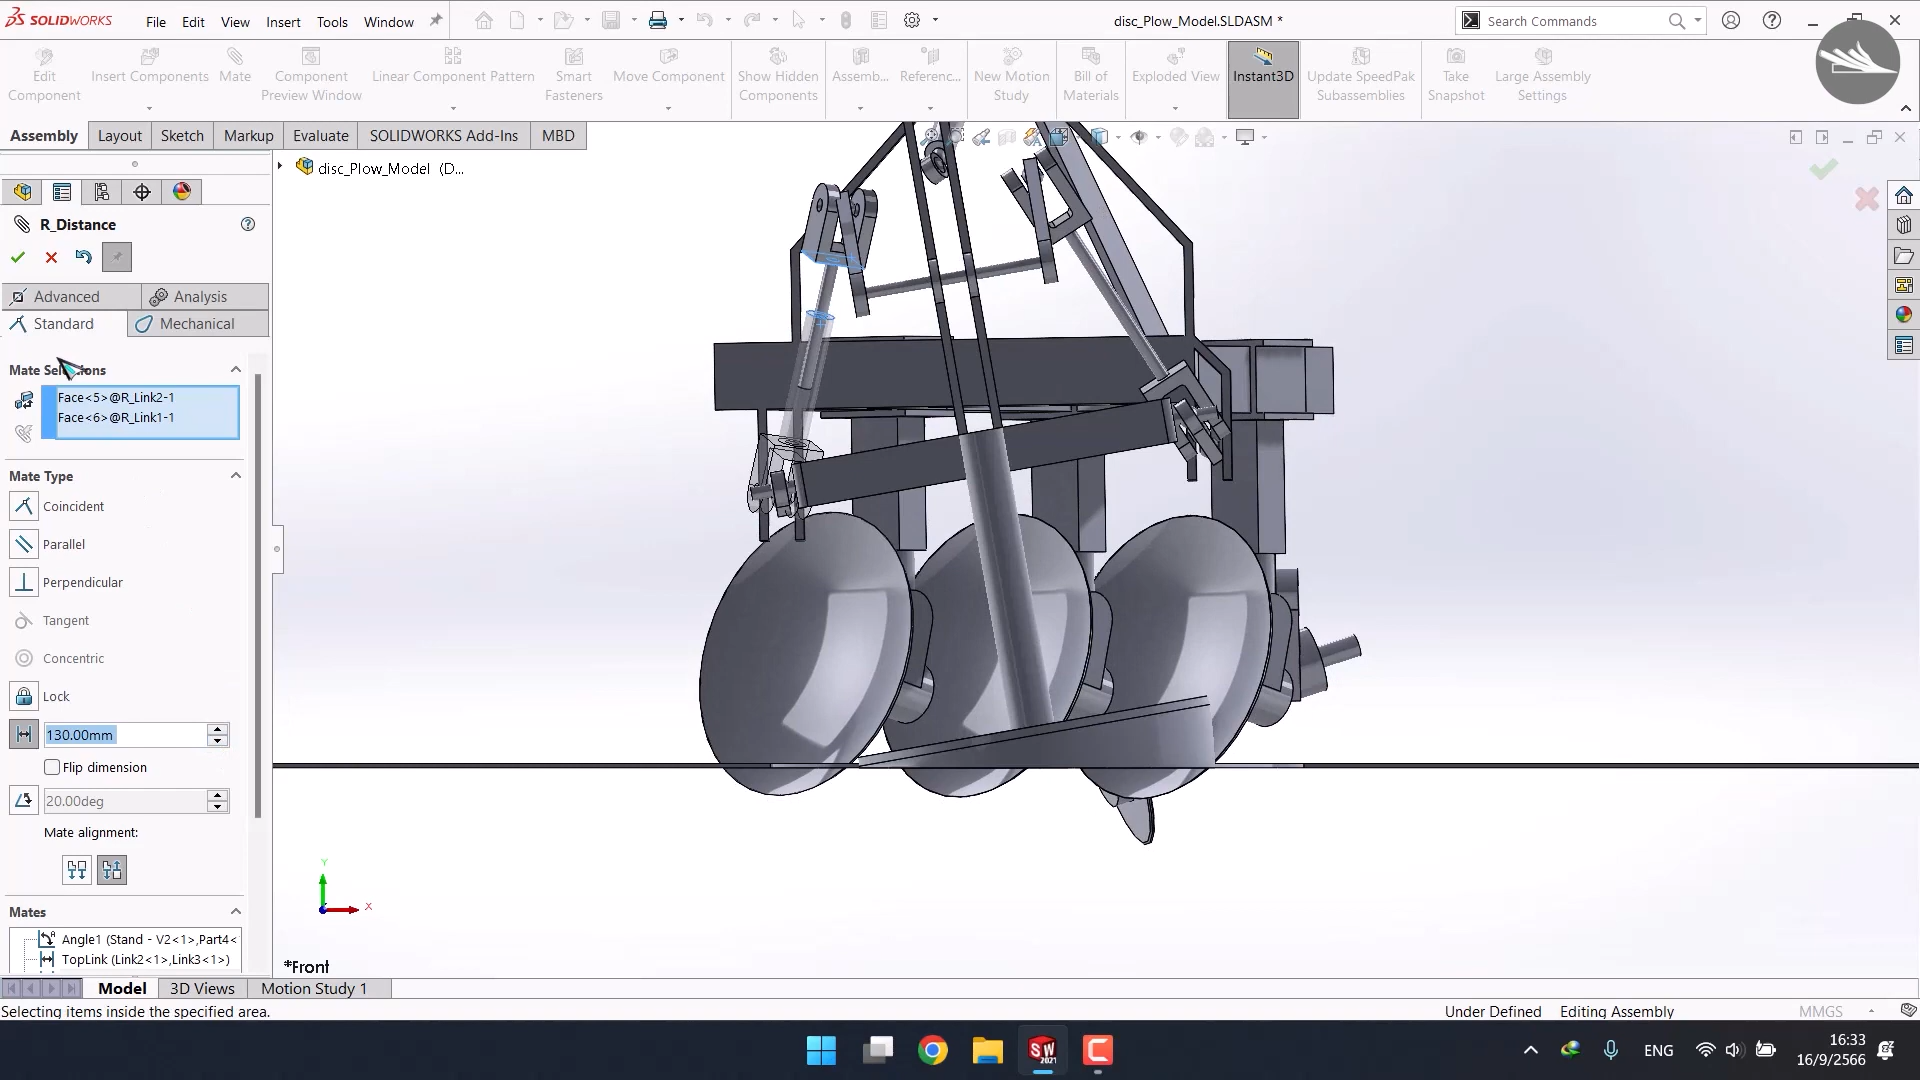 SOLIDWORKS File Edit View Insert Tools Window disc_Plow_Model.SLDASM * Search Commands
Edit Component
Insert Components
Mate
Component Preview Window
Linear Component Pattern
Smart Fasteners
Move Component
Show Hidden Components
Assemb...
Referenc...
New Motion Study
Bill of Materials
Exploded View
Instant3D
Update SpeedPak Subassemblies
Take Snapshot
Large Assembly Settings
Assembly Layout Sketch Markup Evaluate SOLIDWORKS Add-Ins MBD
disc_Plow_Model (D...
R_Distance
Advanced Analysis
Standard Mechanical
Face<5>@R_Link2-1
Face<6>@R_Link1-1
Mate Type
Coincident
Parallel
Perpendicular
Tangent
Concentric
Lock
130.00mm
Flip dimension
20.00deg
Mate alignment:
Mates
Angle1 (Stand - V2<1>,Part4<
TopLink (Link2<1>,Link3<1>)
Y
X
*Front
Model 3D Views Motion Study 1
Selecting items inside the specified area. Under Defined Editing Assembly MMGS
SW
2021
ENG
16:33
16/9/2566